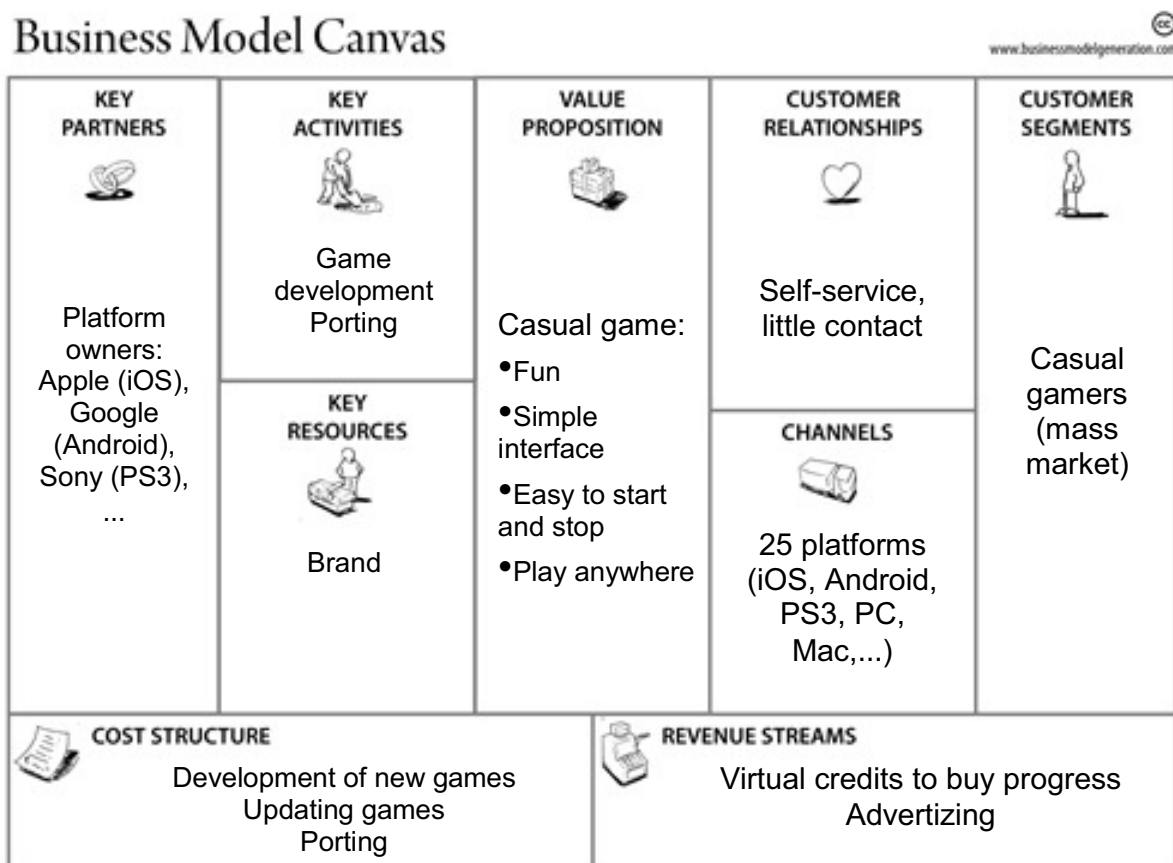 Business Model Canvas
cc
www.businessmodelgeneration.com
KEY
PARTNERS
Platform
owners:
Apple (iOS),
Google
(Android),
Sony (PS3),
...
KEY
ACTIVITIES
Game
development
Porting
KEY
RESOURCES
Brand
VALUE
PROPOSITION
Casual game:
•Fun
•Simple
interface
•Easy to start
and stop
•Play anywhere
CUSTOMER
RELATIONSHIPS
Self-service,
little contact
CHANNELS
25 platforms
(iOS, Android,
PS3, PC,
Mac,...)
CUSTOMER
SEGMENTS
Casual
gamers
(mass
market)
COST STRUCTURE
Development of new games
Updating games
Porting
REVENUE STREAMS
Virtual credits to buy progress
Advertizing